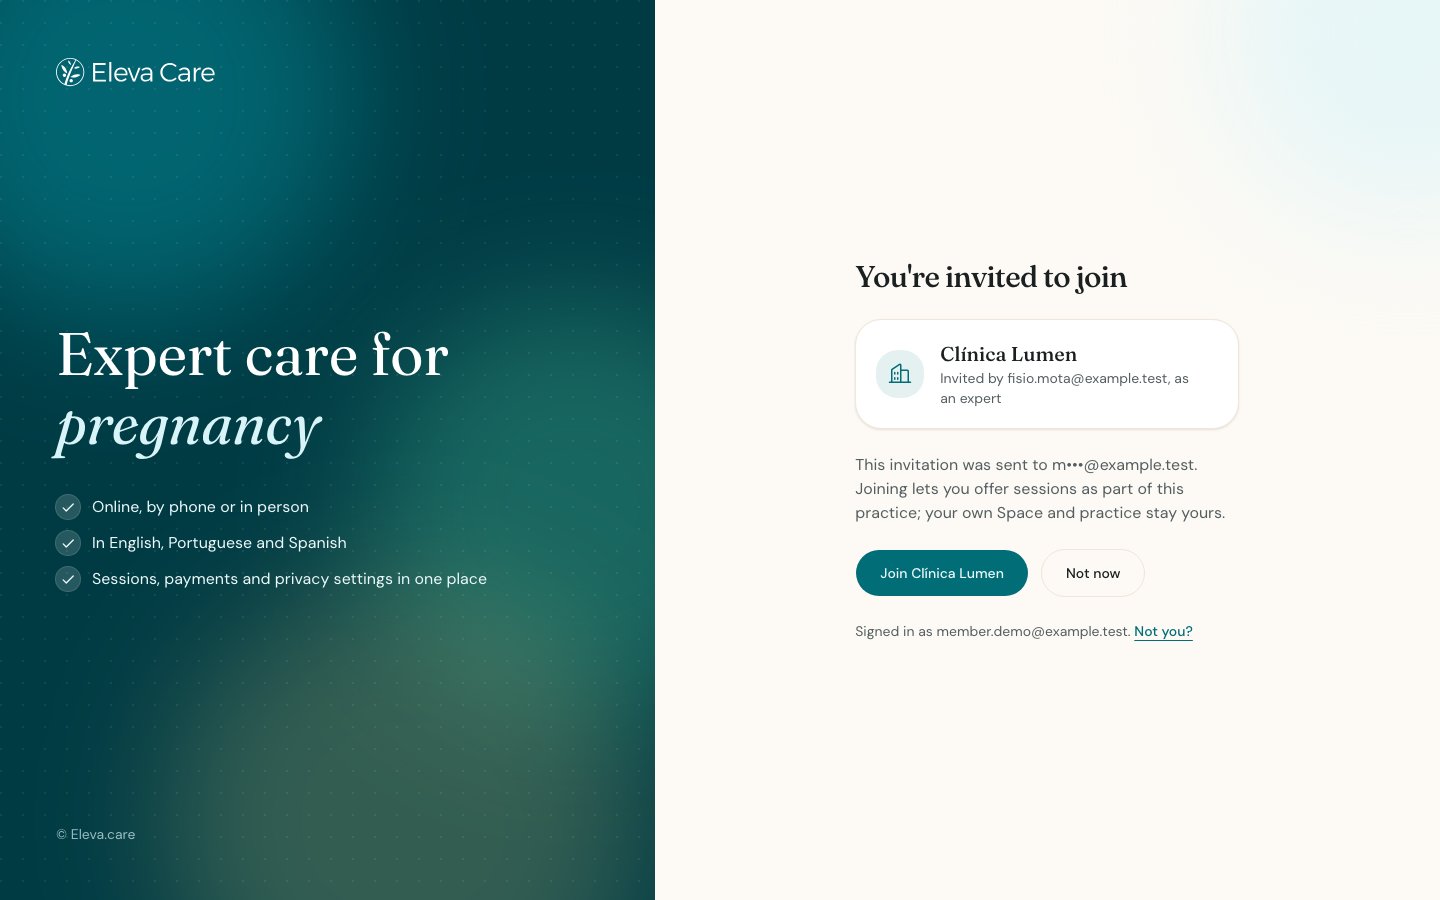 Eleva Care
Expert care for
pregnancy
Online, by phone or in person
In English, Portuguese and Spanish
Sessions, payments and privacy settings in one place
© Eleva.care
You're invited to join
Clínica Lumen
Invited by fisio.mota@example.test, as
an expert
This invitation was sent to m•••@example.test.
Joining lets you offer sessions as part of this
practice; your own Space and practice stay yours.
Join Clínica Lumen
Not now
Signed in as member.demo@example.test. Not you?